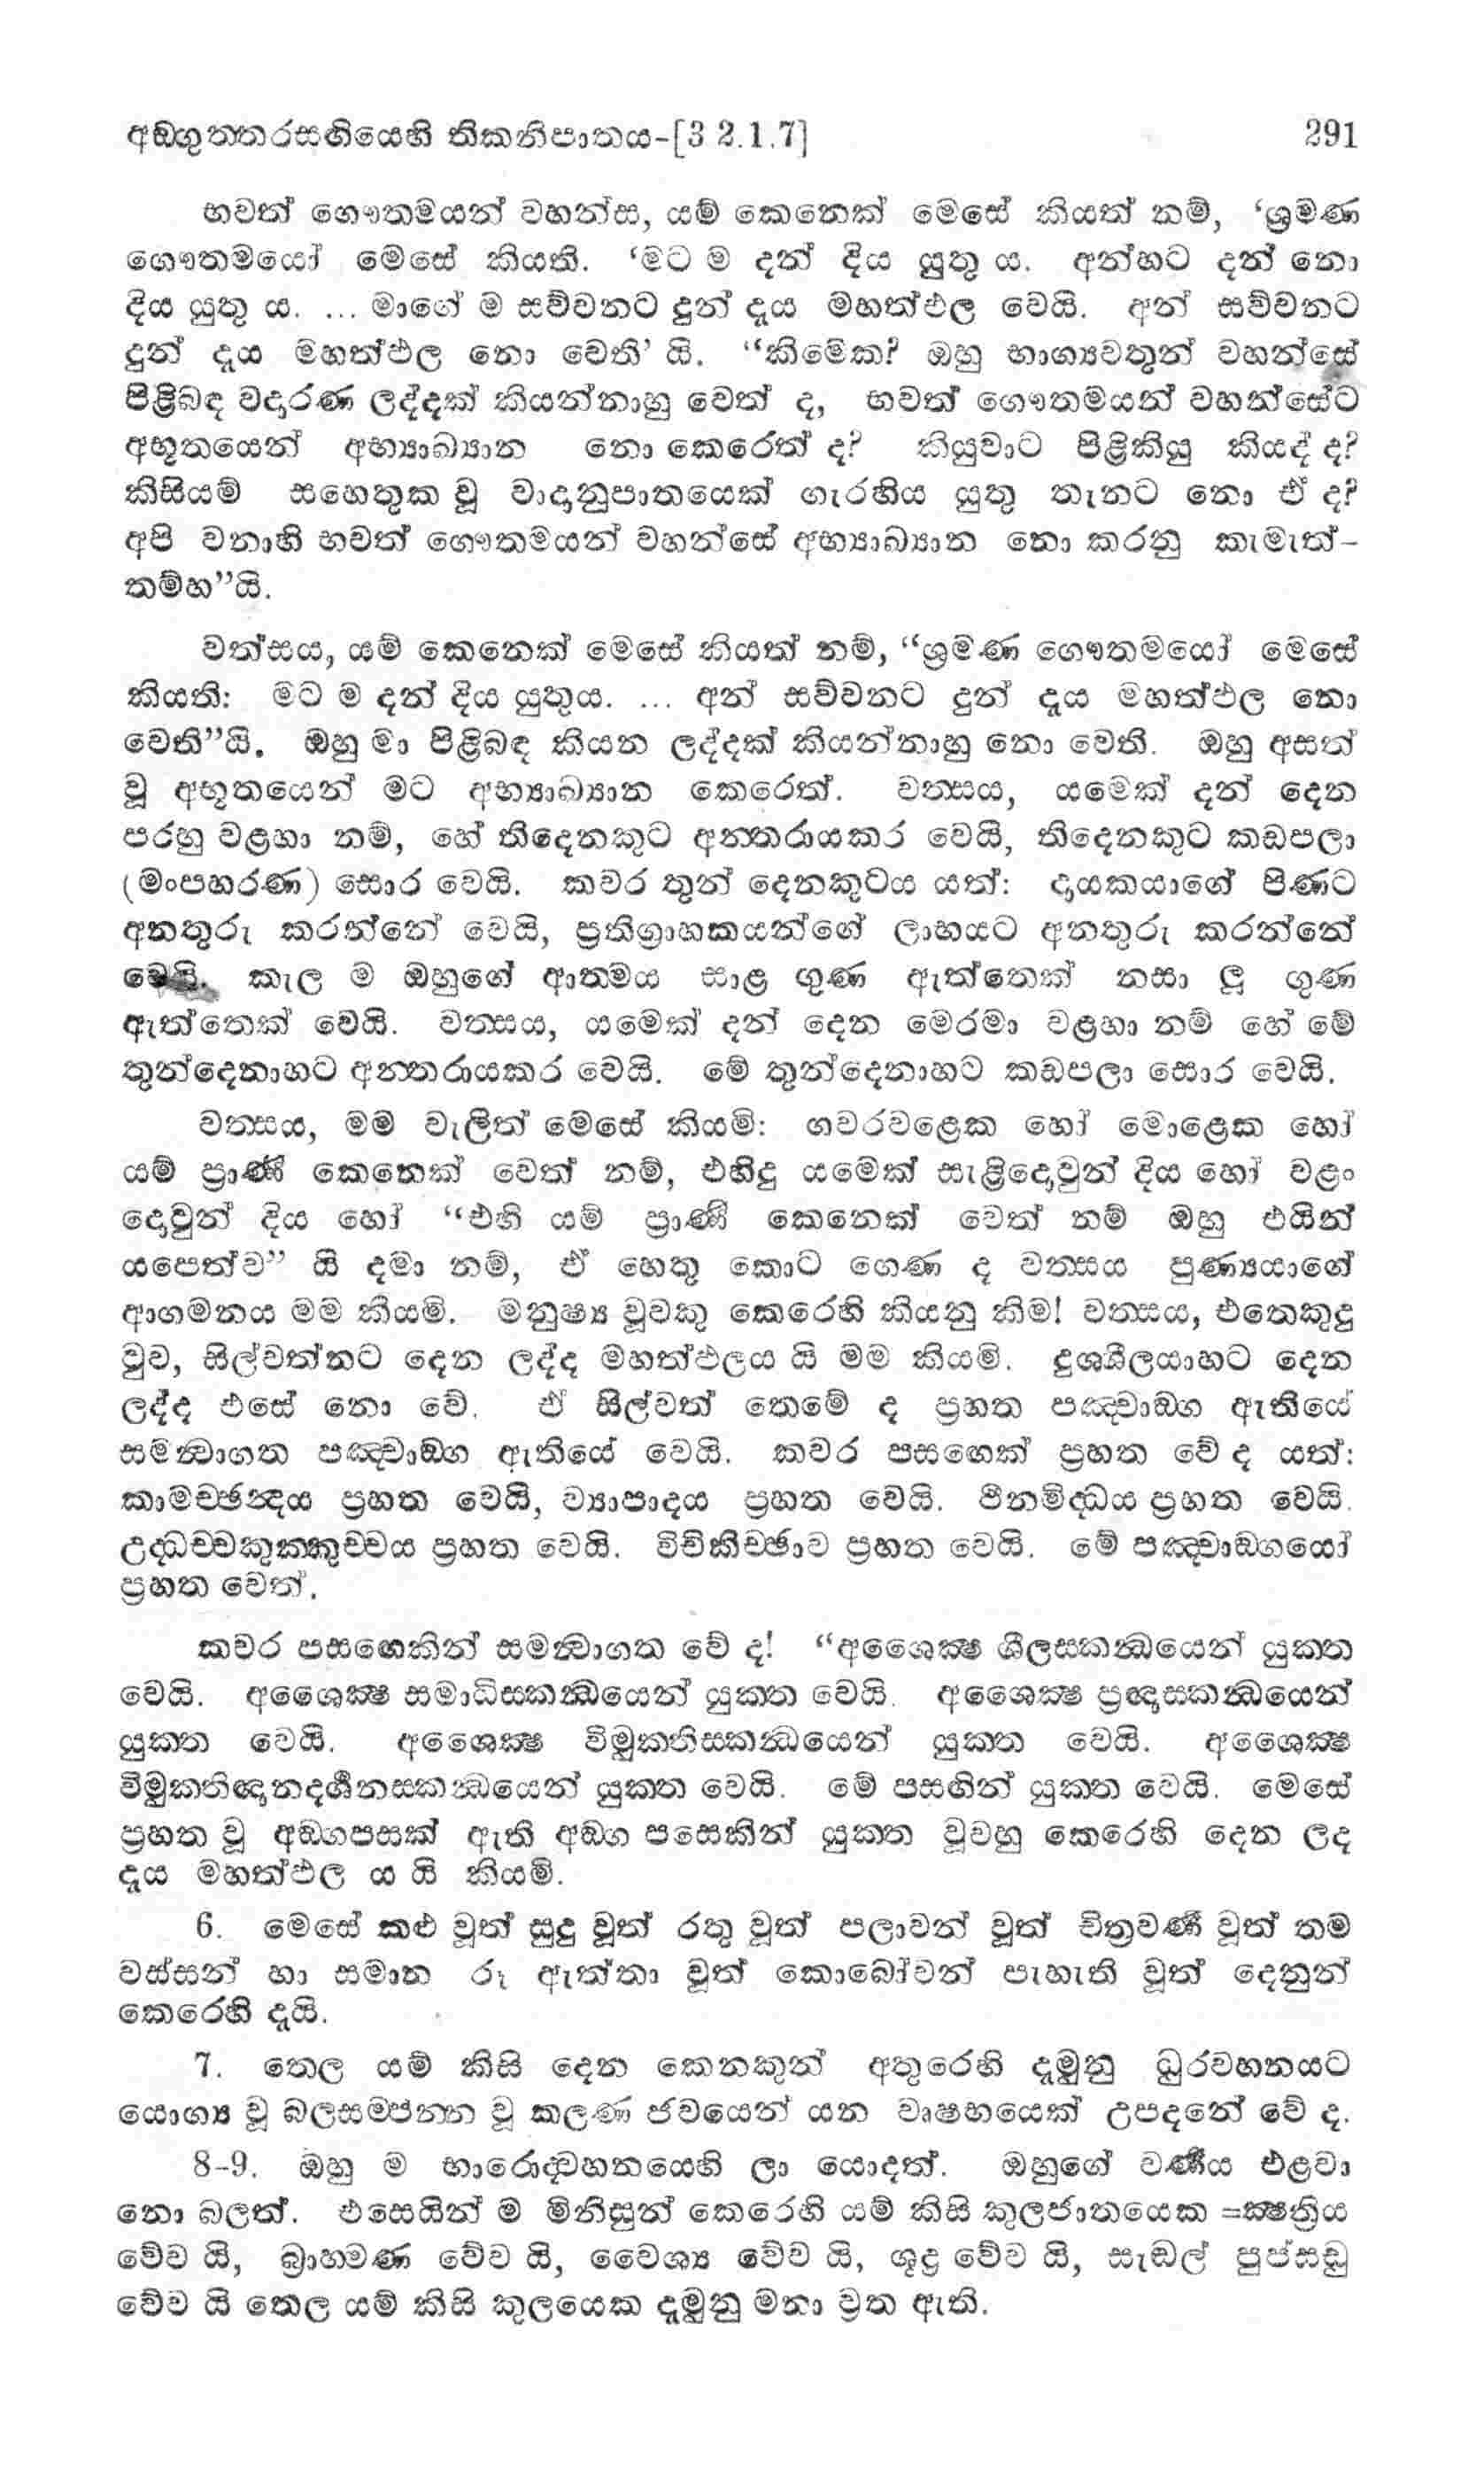 අඞ්ගුත්තරසඟියෙහි තිකනිපාතය-[3 2.1.7] 291
භවත් ගෞතමයන් වහන්ස, යම් කෙනෙක් මෙසේ කියත් නම්, ‘ශ්‍රමණ
ගෞතමයෝ මෙසේ කියති. ‘මට ම දන් දිය යුතු ය. අන්හට දන් නො
දිය යුතු ය. ... මාගේ ම සව්වනට දුන් දැය මහත්ඵල වෙයි. අන් සව්වනට
දුන් දැය මහත්ඵල නො වෙති’ යි. “කිමෙක? ඔහු භාග්‍යවතුන් වහන්සේ
පිළිබඳ වදාරණ ලද්දක් කියන්නාහු වෙත් ද, භවත් ගෞතමයන් වහන්සේට
අභූතයෙන් අභ්‍යාඛ්‍යාන නො කෙරෙත් ද? කියුවාට පිළිකියු කියද් ද?
කිසියම් සහෙතුක වූ වාදානුපාතයෙක් ගැරහිය යුතු තැනට නො ඒ ද?
අපි වනාහි භවත් ගෞතමයන් වහන්සේ අභ්‍යාඛ්‍යාන නො කරනු කැමැත්-
තම්හ”යි.
වත්සය, යම් කෙනෙක් මෙසේ කියත් නම්, “ශ්‍රමණ ගෞතමයෝ මෙසේ
කියති: මට ම දන් දිය යුතුය. ... අන් සව්වනට දුන් දැය මහත්ඵල නො
වෙති”යි. ඔහු මා පිළිබඳ කියන ලද්දක් කියන්නාහු නො වෙති. ඔහු අසත්
වූ අභූතයෙන් මට අභ්‍යාඛ්‍යාන කෙරෙත්. වත්සය, යමෙක් දන් දෙන
පරහු වළහා නම්, හේ තිදෙනකුට අන්තරායකර වෙයි, තිදෙනකුට කඩපලා
(මංපහරණ) සොර වෙයි. කවර තුන් දෙනකුටය යත්: දායකයාගේ පිණට
අනතුරු කරන්නේ වෙයි, ප්‍රතිග්‍රාහකයන්ගේ ලාභයට අනතුරු කරන්නේ
වෙයි. කැල ම ඔහුගේ ආත්මය සාළ ගුණ ඇත්තෙක් නසා ලූ ගුණ
ඇත්තෙක් වෙයි. වත්සය, යමෙක් දන් දෙන මෙරමා වළහා නම් හේ මේ
තුන්දෙනාහට අන්තරායකර වෙයි. මේ තුන්දෙනාහට කඩපලා සොර වෙයි.
වත්සය, මම වැලිත් මෙසේ කියමි: ගවරවළෙක හෝ මොළෙක හෝ
යම් ප්‍රාණී කෙනෙක් වෙත් නම්, එහිදු යමෙක් සැළිදෙවුන් දිය හෝ වළං
දෙවුන් දිය හෝ “එහි යම් ප්‍රාණී කෙනෙක් වෙත් නම් ඔහු එයින්
යපෙත්ව” යි දමා නම්, ඒ හෙතු කොට ගෙණ ද වත්සය පුණ්‍යයාගේ
ආගමනය මම කියමි. මනුෂ්‍ය වූවකු කෙරෙහි කියනු කිම! වත්සය, එතෙකුදු
වුව, සිල්වත්නට දෙන ලද්ද මහත්ඵලය යි මම කියමි. දුශ්ශීලයාහට දෙන
ලද්ද එසේ නො වේ. ඒ සිල්වත් තෙමේ ද ප්‍රහත පඤ්චාඞ්ග ඇතියේ
සමන්වාගත පඤ්චාඞ්ග ඇතියේ වෙයි. කවර පසඟෙක් ප්‍රහත වේ ද යත්:
කාමච්ඡන්දය ප්‍රහත වෙයි, ව්‍යාපාදය ප්‍රහත වෙයි. ථීනමිද්ධය ප්‍රහත වෙයි.
උද්ධච්චකුක්කුච්චය ප්‍රහත වෙයි. විචිකිච්ඡාව ප්‍රහත වෙයි. මේ පඤ්චාඞ්ගයෝ
ප්‍රහත වෙත්.
කවර පසඟෙකින් සමන්වාගත වේ ද! “අශෛක්ෂ ශීලස්කන්ධයෙන් යුක්ත
වෙයි. අශෛක්ෂ සමාධිස්කන්ධයෙන් යුක්ත වෙයි. අශෛක්ෂ ප්‍රඥාස්කන්ධයෙන්
යුක්ත වෙයි. අශෛක්ෂ විමුක්තිස්කන්ධයෙන් යුක්ත වෙයි. අශෛක්ෂ
විමුක්තිඥානදර්ශනස්කන්ධයෙන් යුක්ත වෙයි. මේ පසඟින් යුක්ත වෙයි. මෙසේ
ප්‍රහත වූ අඞ්ගපසක් ඇති අඞ්ග පසෙකින් යුක්ත වූවහු කෙරෙහි දෙන ලද
දැය මහත්ඵල ය යි කියමි.
6. මෙසේ කළු වූත් සුදු වූත් රතු වූත් පලාවන් වූත් චිත්‍රවර්ණ වූත් තම
වස්සන් හා සමාන රූ ඇත්තා වූත් කොබෝවන් පැහැති වූත් දෙනුන්
කෙරෙහි දැයි.
7. තෙල යම් කිසි දෙන කෙනකුන් අතුරෙහි දැමුනු ධුරවහනයට
යොග්‍ය වූ බලසම්පන්න වූ කලණ ජවයෙන් යන වෘෂභයෙක් උපදනේ වේ ද.
8-9. ඔහු ම භාරොද්වහනයෙහි ලා යොදත්. ඔහුගේ වර්ණය එළවා
නො බලත්. එසෙයින් ම මිනිසුන් කෙරෙහි යම් කිසි කුලජාතයෙක =ක්ෂත්‍රිය
වේව යි, බ්‍රාහ්මණ වේව යි, වෛශ්‍ය වේව යි, ශුද්‍ර වේව යි, සැඬල් පුප්සඩු
වේව යි තෙල යම් කිසි කුලයෙක දැමුනු මනා ව්‍රත ඇති.